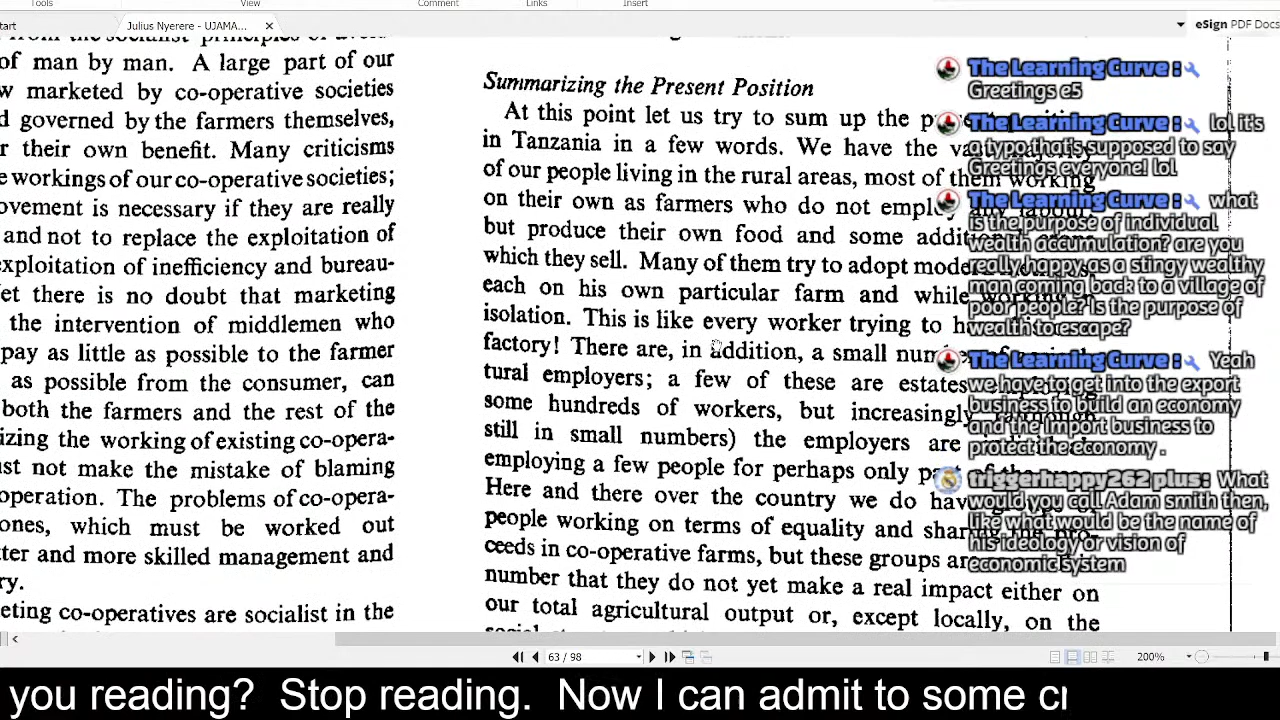 Tools View Comment Links Insert
tart Julius Nyerere - UJAMA... × eSign PDF Docs
of man by man. A large part of our
w marketed by co-operative societies
d governed by the farmers themselves,
r their own benefit. Many criticisms
e workings of our co-operative societies;
ovement is necessary if they are really
and not to replace the exploitation of
exploitation of inefficiency and bureau-
et there is no doubt that marketing
the intervention of middlemen who
pay as little as possible to the farmer
as possible from the consumer, can
both the farmers and the rest of the
izing the working of existing co-opera-
ust not make the mistake of blaming
operation. The problems of co-opera-
ones, which must be worked out
tter and more skilled management and
ry.
eting co-operatives are socialist in the
Summarizing the Present Position
At this point let us try to sum up the
in Tanzania in a few words. We have the
of our people living in the rural areas, most of them working
on their own as farmers who do not any labour
but produce their own food and some
which they sell. Many of them try to adopt
each on his own particular farm and while working in
isolation. This is like every worker trying to
factory! There are, in addition, a small
tural employers; a few of these are estates
some hundreds of workers, but increasingly
still in small numbers) the employers are
employing a few people for perhaps only
Here and there over the country we do
people working on terms of equality and
ceeds in co-operative farms, but these groups
number that they do not yet make a real impact either on
our total agricultural output or, except locally, on the
The Learning Curve :
Greetings e5
The Learning Curve : lol it's
a typo that's supposed to say
Greetings everyone! lol
The Learning Curve : what
is the purpose of individual
wealth accumulation? are you
really happy as a stingy wealthy
man coming back to a village of
poor people? Is the purpose of
wealth to escape?
The Learning Curve : Yeah
we have to get into the export
business to build an economy
and the Import business to
protect the economy .
triggerhappy262 plus : What
would you call Adam smith then,
like what would be the name of
his ideology or vision of
economic system
63 / 98 200%
you reading? Stop reading. Now I can admit to some